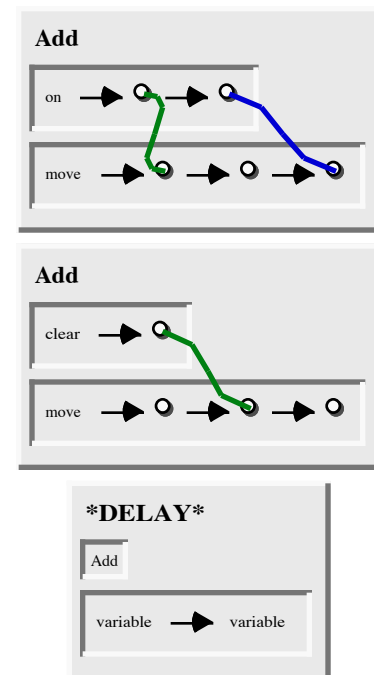 Add
on
move
Add
clear
move
*DELAY*
Add
variable variable